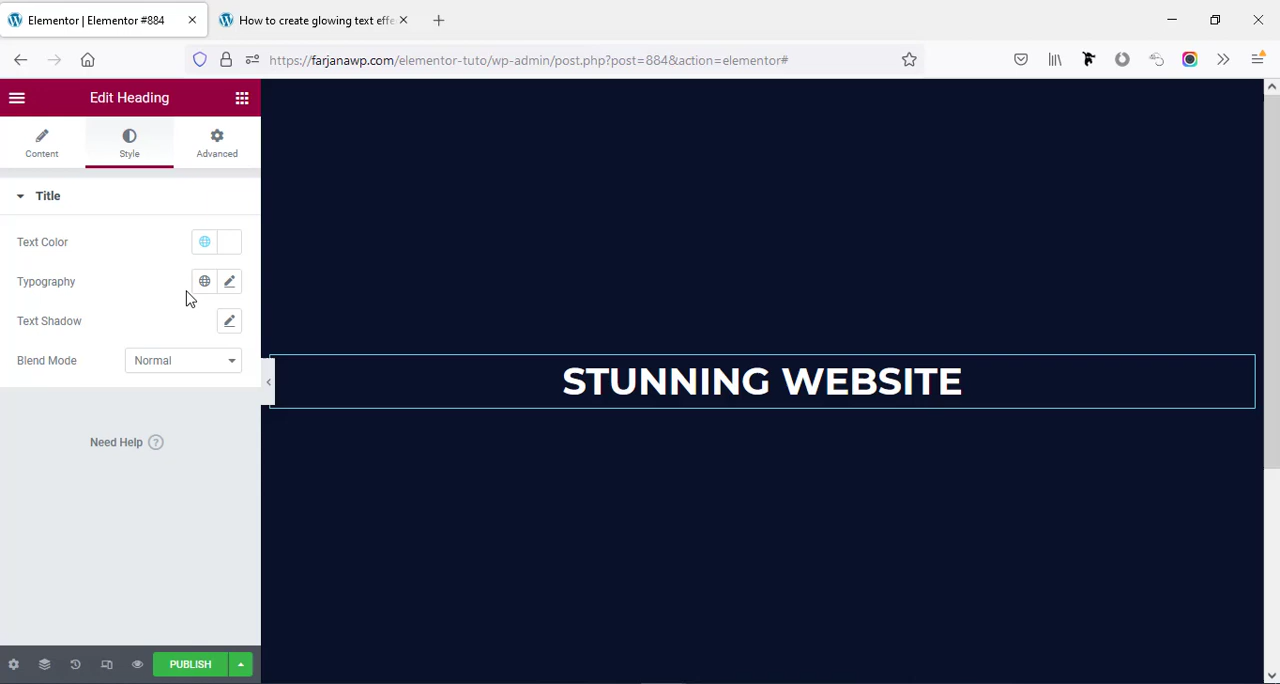 Elementor | Elementor #884
How to create glowing text effe
https://farjanawp.com/elementor-tuto/wp-admin/post.php?post=884&action=elementor#
Edit Heading
Content
Style
Advanced
Title
Text Color
Typography
Text Shadow
Blend Mode
Normal
STUNNING WEBSITE
Need Help ?
PUBLISH